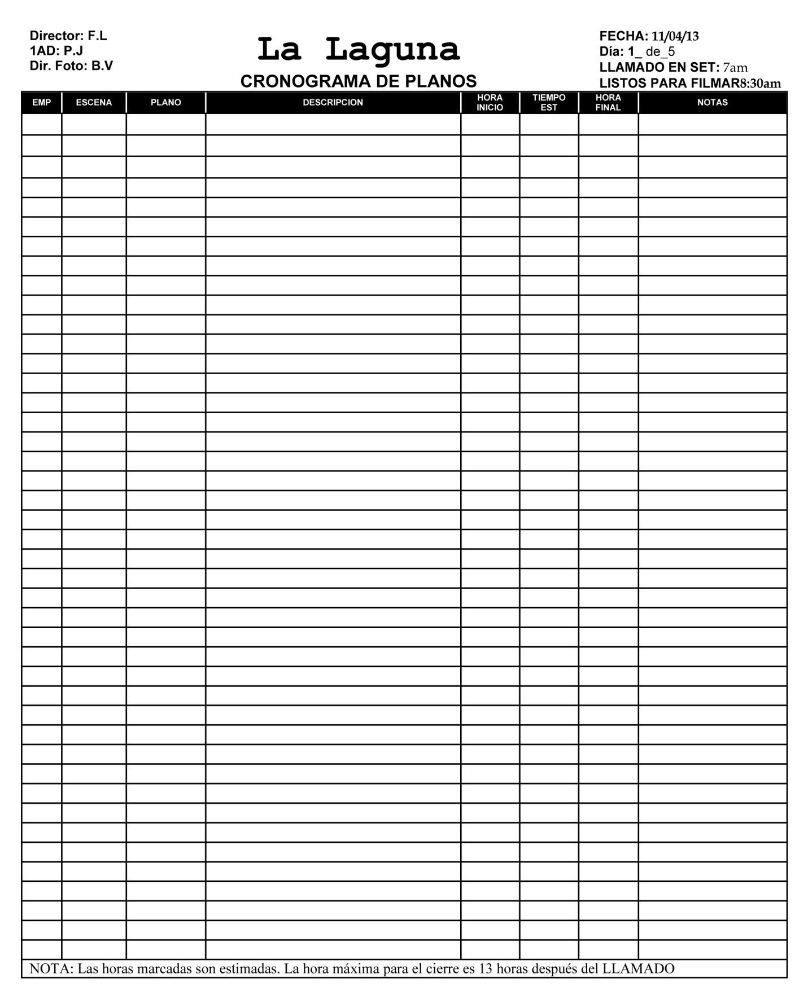 Director: F.L
1AD: P.J
Dir. Foto: B.V
La Laguna
CRONOGRAMA DE PLANOS
FECHA: 11/04/13
Día: 1_ de_5
LLAMADO EN SET: 7am
LISTOS PARA FILMAR8:30am
EMP ESCENA PLANO DESCRIPCION HORA INICIO TIEMPO EST HORA FINAL NOTAS
NOTA: Las horas marcadas son estimadas. La hora máxima para el cierre es 13 horas después del LLAMADO